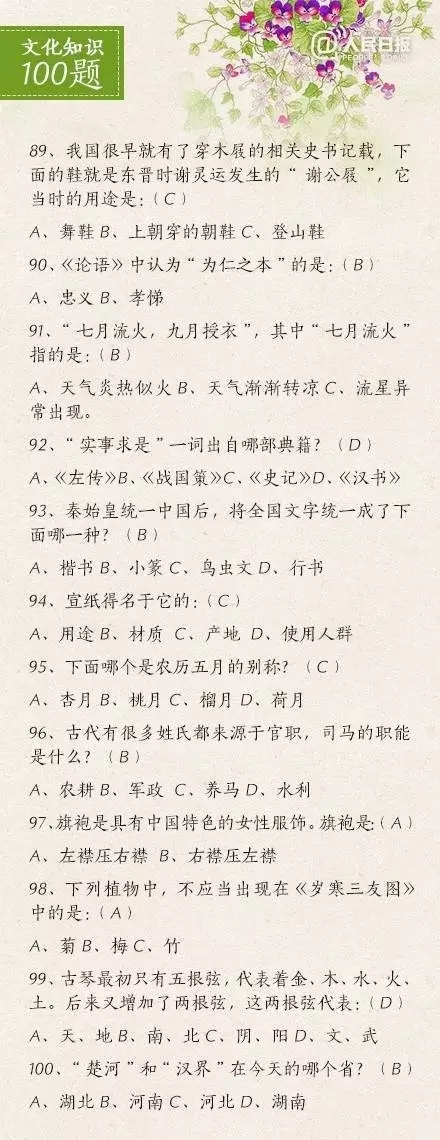 文化知识
100题
@人民日报
89、我国很早就有了穿木屐的相关史书记载，下
面的鞋就是东晋时谢灵运发生的“谢公屐”，它
当时的用途是：(C)
A、舞鞋 B、上朝穿的朝鞋 C、登山鞋
90、《论语》中认为“为仁之本”的是：(B)
A、忠义 B、孝悌
91、“七月流火，九月授衣”，其中“七月流火”
指的是：(B)
A、天气炎热似火 B、天气渐渐转凉 C、流星异
常出现。
92、“实事求是”一词出自哪部典籍？(D)
A、《左传》B、《战国策》C、《史记》D、《汉书》
93、秦始皇统一中国后，将全国文字统一成了下
面哪一种？(B)
A、楷书 B、小篆 C、鸟虫文 D、行书
94、宣纸得名于它的：(C)
A、用途 B、材质 C、产地 D、使用人群
95、下面哪个是农历五月的别称？(C)
A、杏月 B、桃月 C、榴月 D、荷月
96、古代有很多姓氏都来源于官职，司马的职能
是什么？(B)
A、农耕 B、军政 C、养马 D、水利
97、旗袍是具有中国特色的女性服饰。旗袍是：(A)
A、左襟压右襟 B、右襟压左襟
98、下列植物中，不应当出现在《岁寒三友图》
中的是：(A)
A、菊 B、梅 C、竹
99、古琴最初只有五根弦，代表着金、木、水、火、
土。后来又增加了两根弦，这两根弦代表：(D)
A、天、地 B、南、北 C、阴、阳 D、文、武
100、“楚河”和“汉界”在今天的哪个省？(B)
A、湖北 B、河南 C、河北 D、湖南